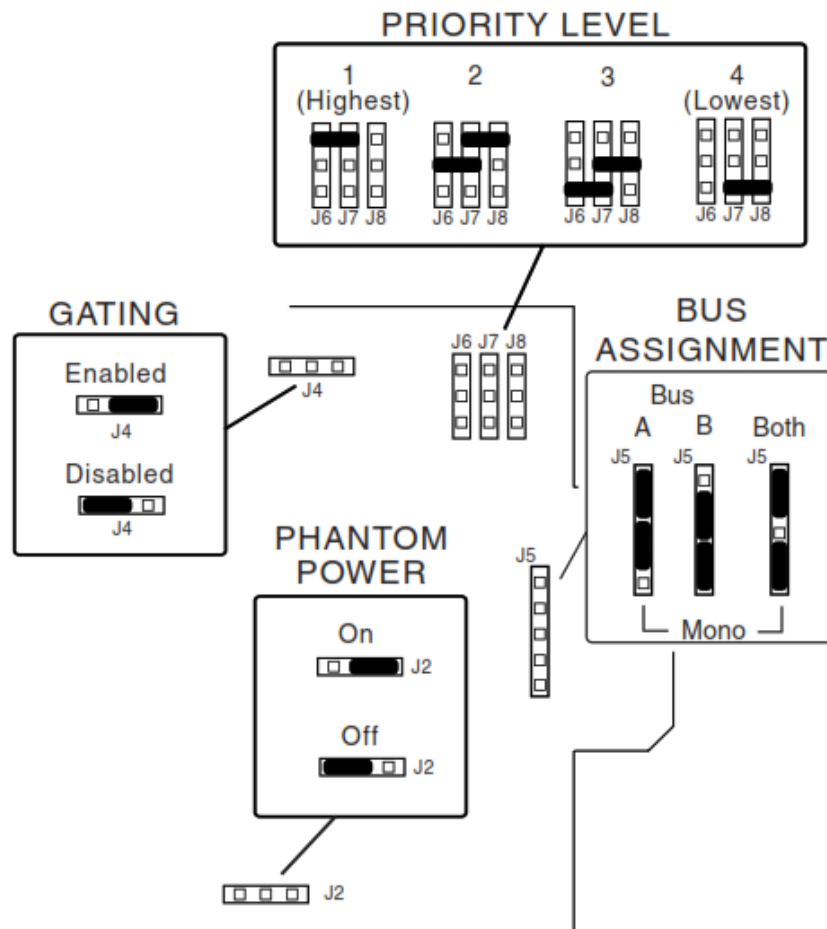 PRIORITY LEVEL
1 2 3 4
(Highest) (Lowest)
J6 J7 J8 J6 J7 J8 J6 J7 J8 J6 J7 J8
GATING
Enabled
J4
Disabled
J4
J4
J6 J7 J8
BUS
ASSIGNMENT
Bus
A B Both
J5 J5 J5
Mono
J5
PHANTOM
POWER
On
J2
Off
J2
J2